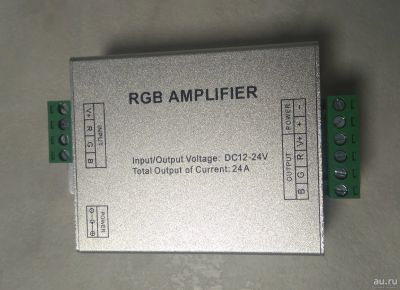 RGB AMPLIFIER
Input/Output Voltage: DC12-24V
Total Output of Current: 24A
INPUT
V+ R G B
POWER
POWER
+ -
OUTPUT
B G R V+
au.ru